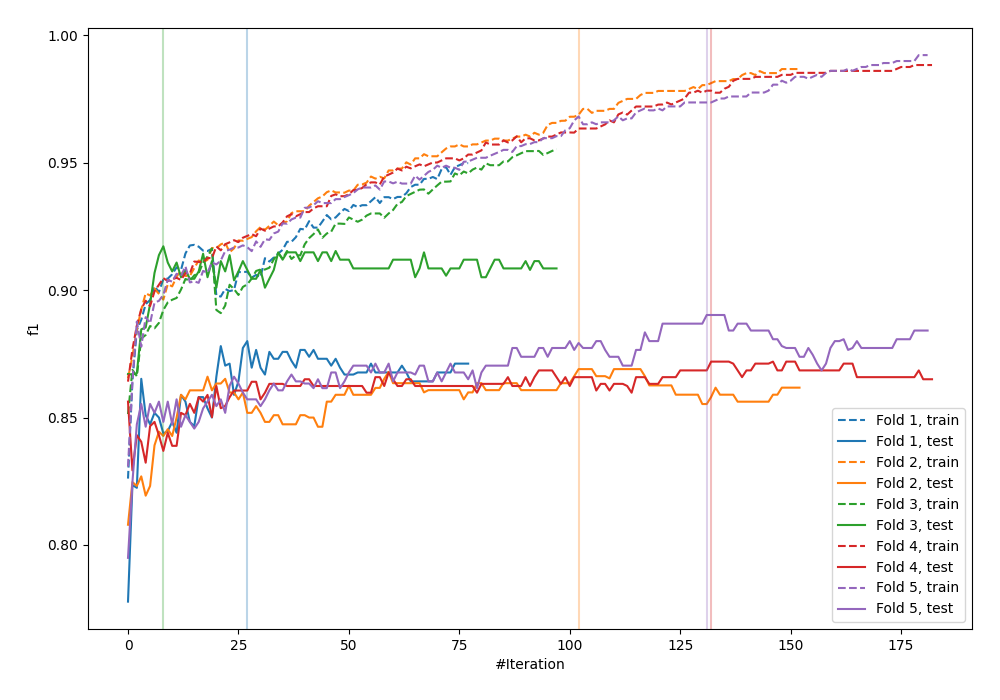 1.00
0.95
0.90
0.85
0.80
f1
0 25 50 75 100 125 150 175
#Iteration
Fold 1, train
Fold 1, test
Fold 2, train
Fold 2, test
Fold 3, train
Fold 3, test
Fold 4, train
Fold 4, test
Fold 5, train
Fold 5, test